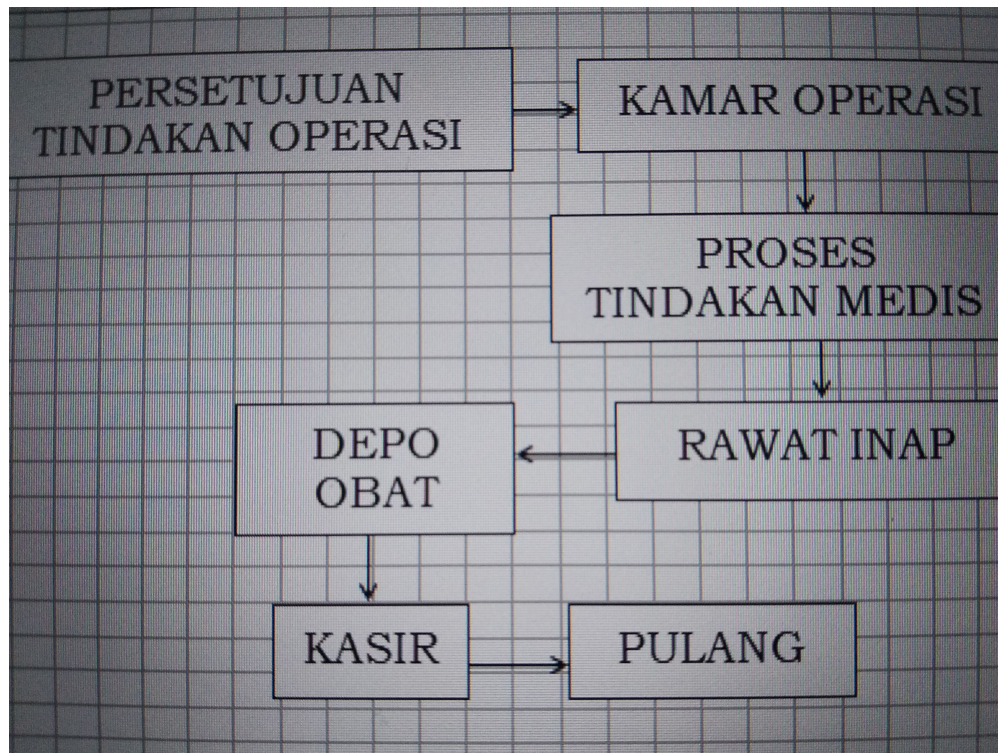 PERSETUJUAN
TINDAKAN OPERASI
KAMAR OPERASI
PROSES
TINDAKAN MEDIS
RAWAT INAP
DEPO
OBAT
KASIR
PULANG